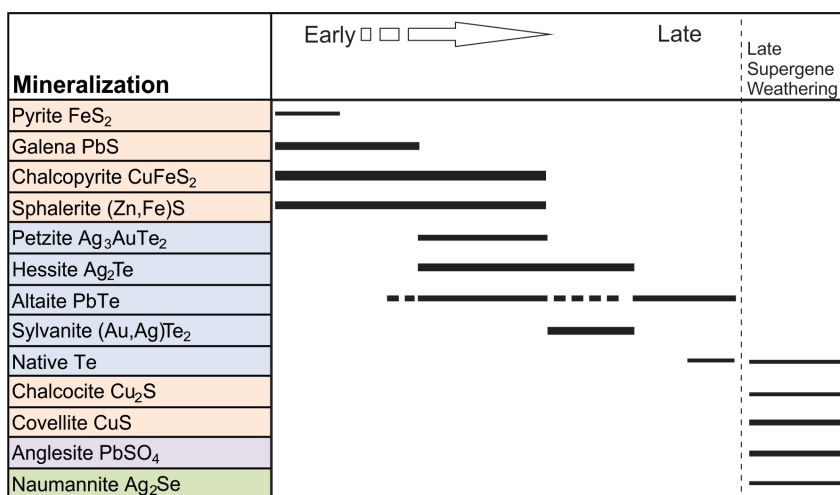 Early Late
Late
Supergene
Weathering
Mineralization
Pyrite FeS₂
Galena PbS
Chalcopyrite CuFeS₂
Sphalerite (Zn,Fe)S
Petzite Ag₃AuTe₂
Hessite Ag₂Te
Altaite PbTe
Sylvanite (Au,Ag)Te₂
Native Te
Chalcocite Cu₂S
Covellite CuS
Anglesite PbSO₄
Naumannite Ag₂Se